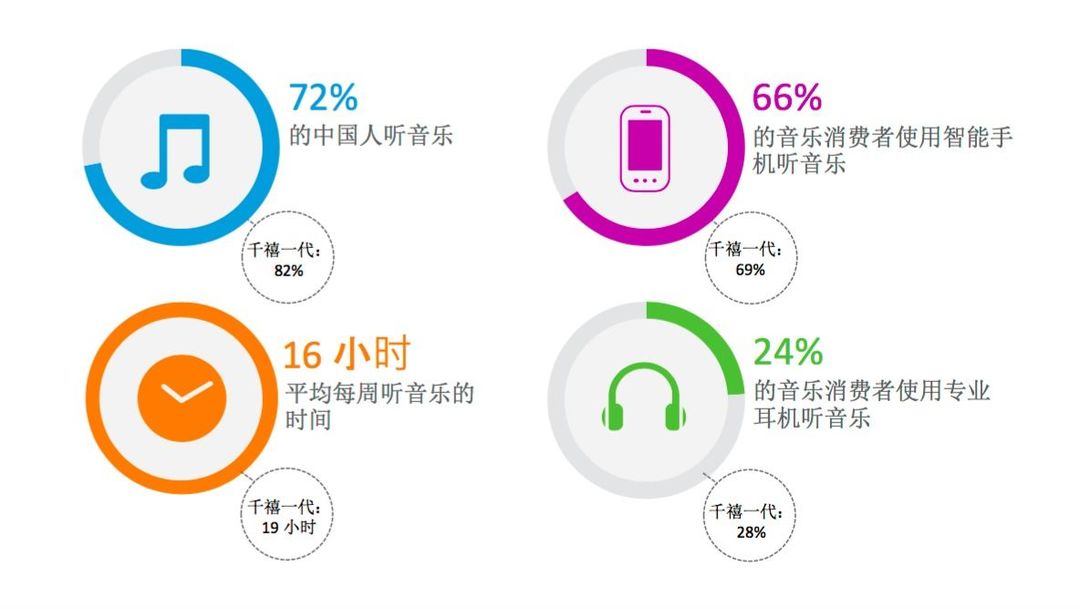 72%
的中国人听音乐
千禧一代：
82%
66%
的音乐消费者使用智能手
机听音乐
千禧一代：
69%
16 小时
平均每周听音乐的
时间
千禧一代：
19 小时
24%
的音乐消费者使用专业
耳机听音乐
千禧一代：
28%